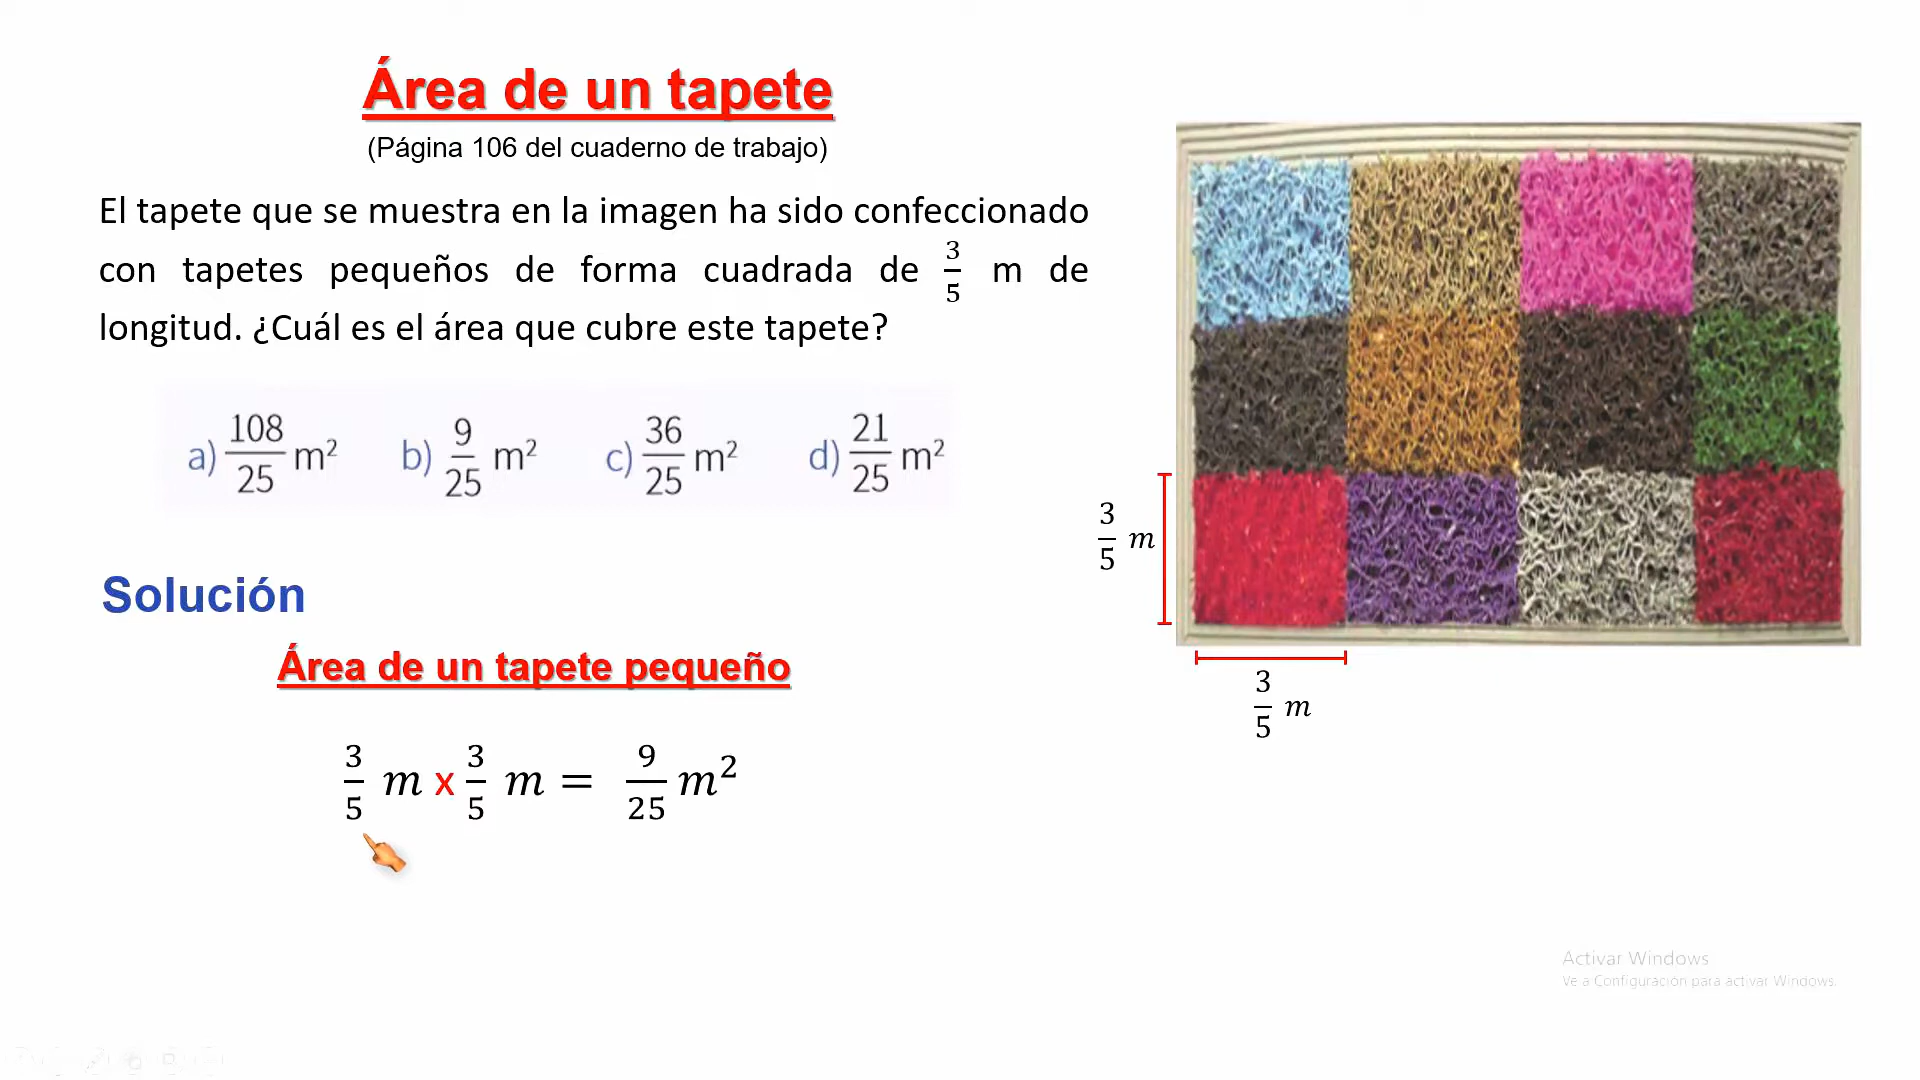 Área de un tapete
(Página 106 del cuaderno de trabajo)
El tapete que se muestra en la imagen ha sido confeccionado
con tapetes pequeños de forma cuadrada de 3/5 m de
longitud. ¿Cuál es el área que cubre este tapete?
a) 108/25 m² b) 9/25 m² c) 36/25 m² d) 21/25 m²
3/5 m
Solución
Área de un tapete pequeño
3/5 m
3/5 m x 3/5 m = 9/25 m²
Activar Windows
Ve a Configuración para activar Windows.